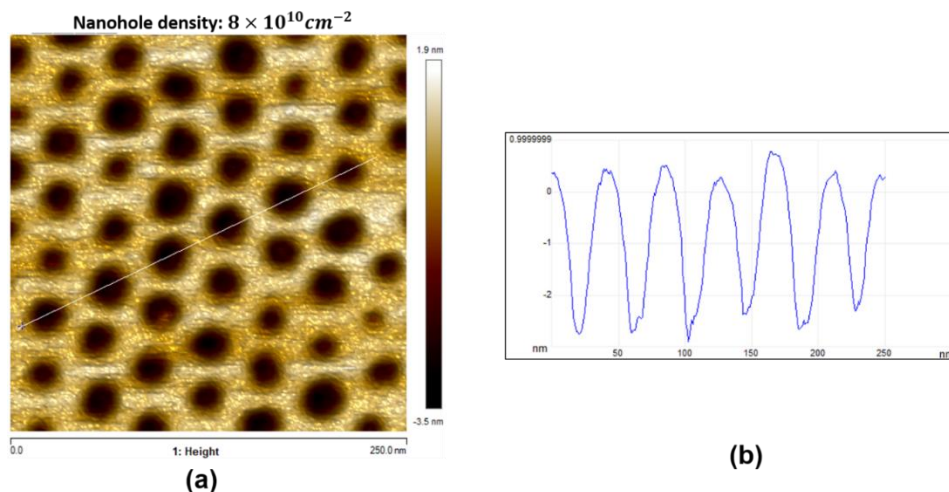 Nanohole density: 8 × 10¹⁰cm⁻²
1.9 nm
-3.5 nm
0.0
1: Height
250.0 nm
(a)
0.9999999
0
-1
-2
nm
50
100
150
200
250
nm
(b)